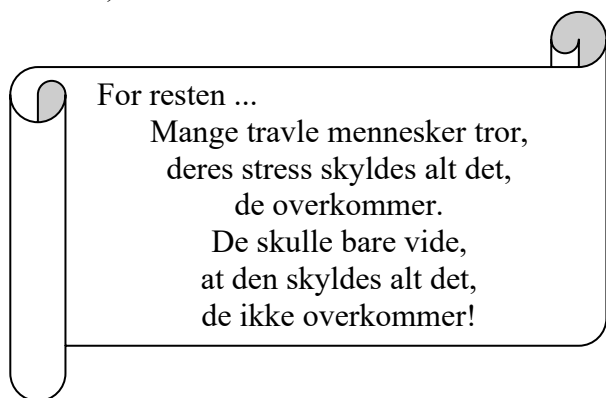 For resten ...
Mange travle mennesker tror,
deres stress skyldes alt det,
de overkommer.
De skulle bare vide,
at den skyldes alt det,
de ikke overkommer!